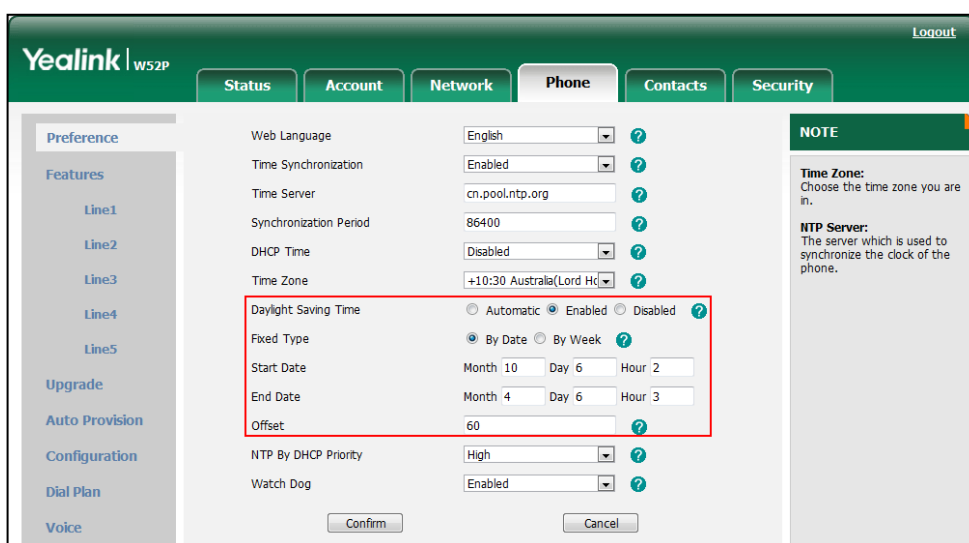 Logout
Yealink W52P
Status Account Network Phone Contacts Security
Preference
Features
Line1
Line2
Line3
Line4
Line5
Upgrade
Auto Provision
Configuration
Dial Plan
Voice
Web Language English ?
Time Synchronization Enabled ?
Time Server cn.pool.ntp.org ?
Synchronization Period 86400 ?
DHCP Time Disabled ?
Time Zone +10:30 Australia(Lord Ho ?
Daylight Saving Time Automatic Enabled Disabled ?
Fixed Type By Date By Week ?
Start Date Month 10 Day 6 Hour 2
End Date Month 4 Day 6 Hour 3
Offset 60 ?
NTP By DHCP Priority High ?
Watch Dog Enabled ?
Confirm Cancel
NOTE
Time Zone:
Choose the time zone you are
in.
NTP Server:
The server which is used to
synchronize the clock of the
phone.